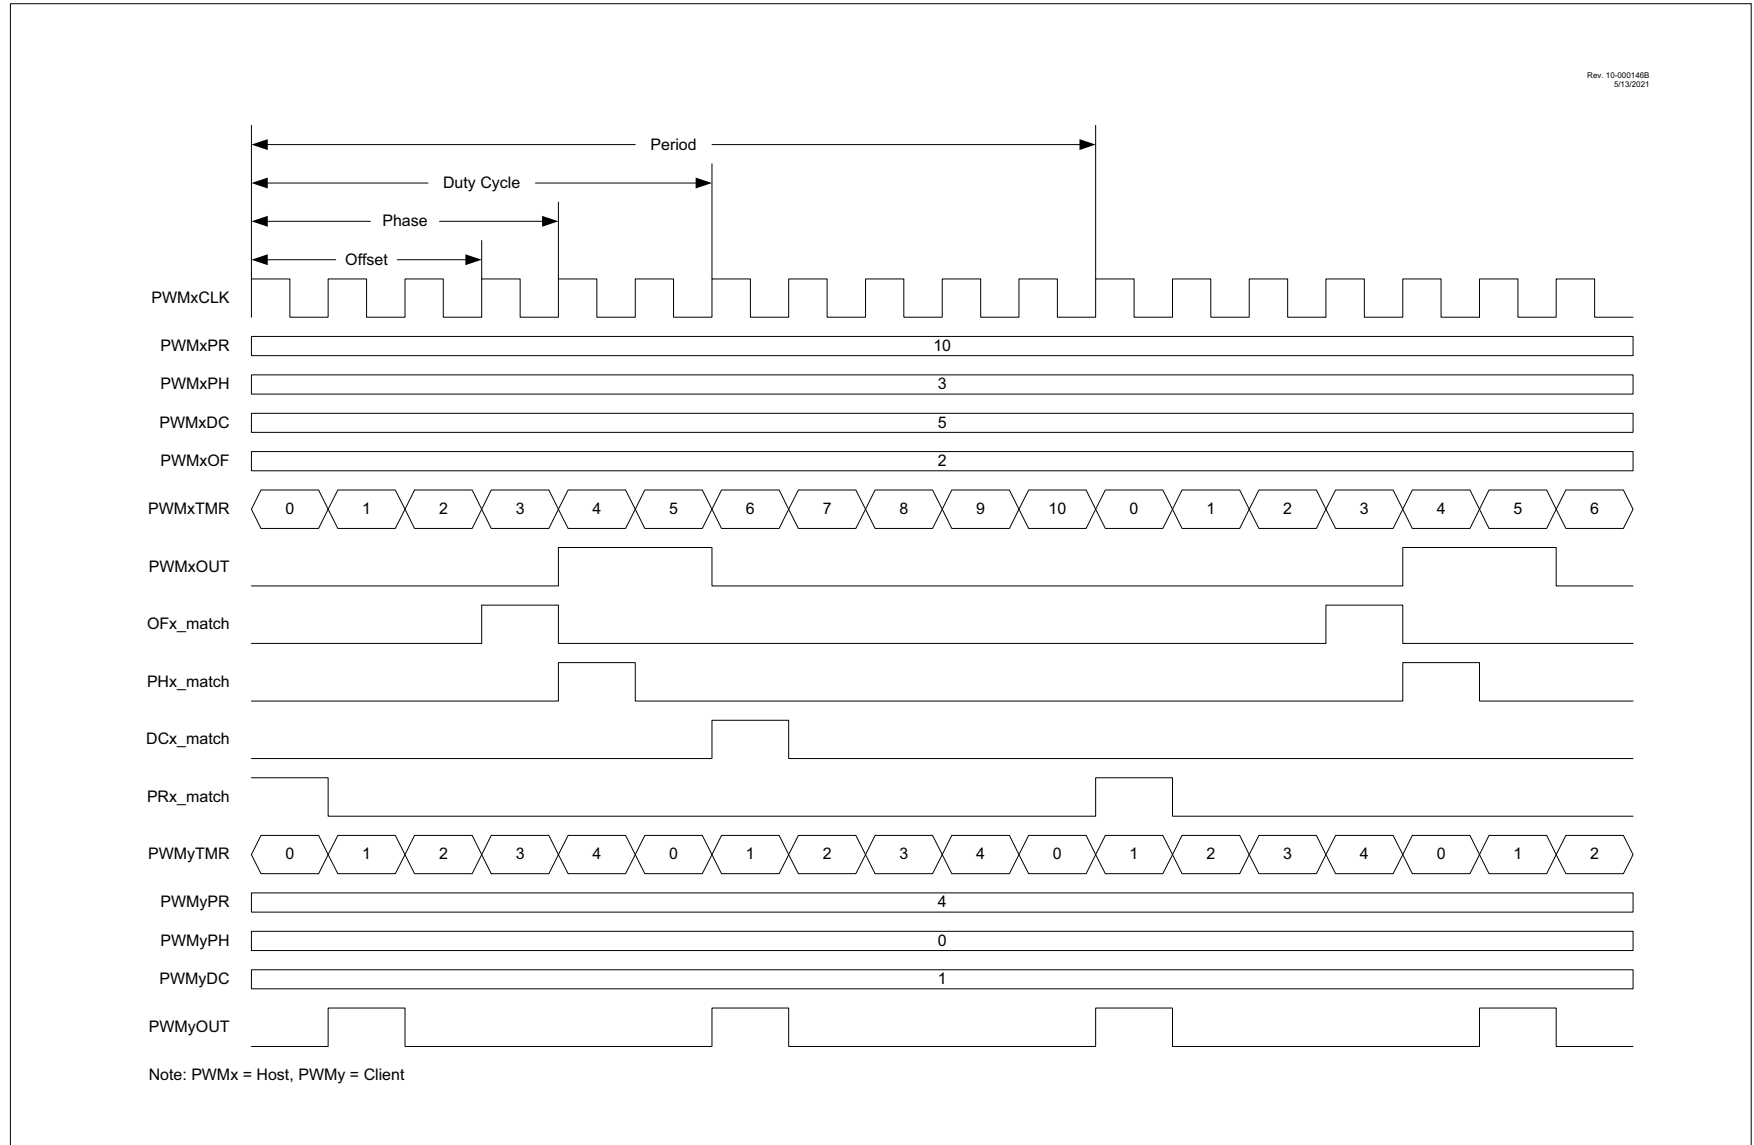 Rev. 10-000146B
5/13/2021
Period
Duty Cycle
Phase
Offset
PWMxCLK
PWMxPR 10
PWMxPH 3
PWMxDC 5
PWMxOF 2
PWMxTMR 0 1 2 3 4 5 6 7 8 9 10 0 1 2 3 4 5 6
PWMxOUT
OFx_match
PHx_match
DCx_match
PRx_match
PWMyTMR 0 1 2 3 4 0 1 2 3 4 0 1 2 3 4 0 1 2
PWMyPR 4
PWMyPH 0
PWMyDC 1
PWMyOUT
Note: PWMx = Host, PWMy = Client